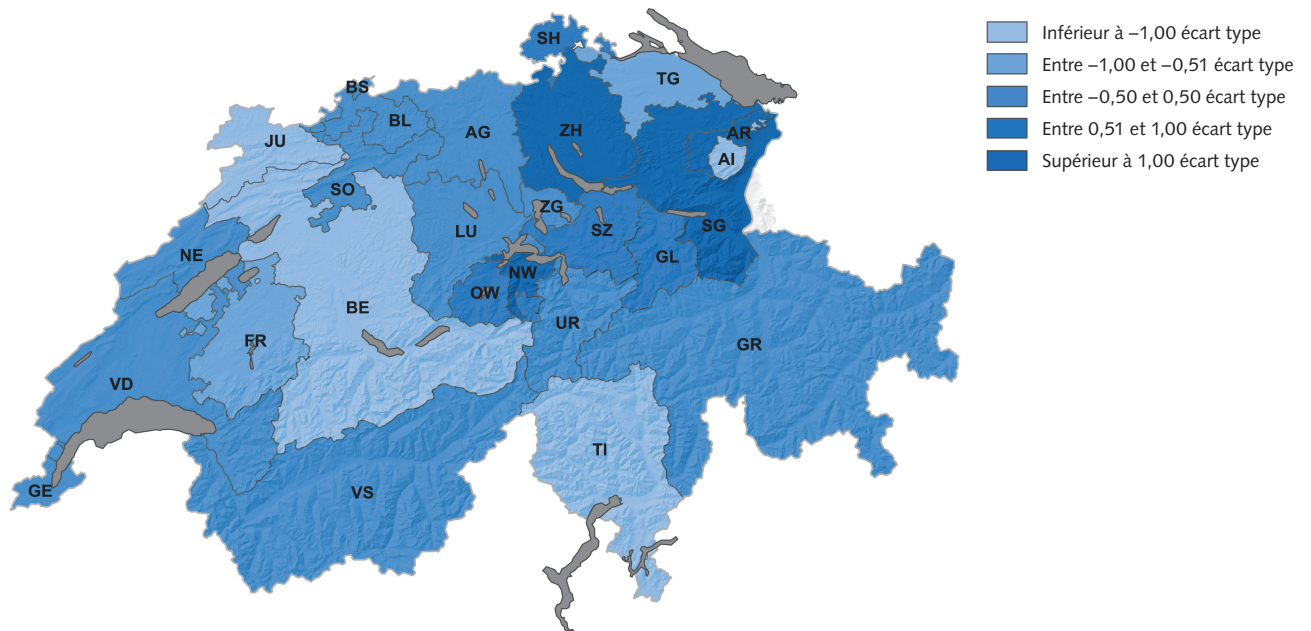 SH
TG
BS
BL
AG
ZH
AR
AI
JU
SO
ZG
LU
SZ
SG
NE
NW
GL
OW
BE
UR
FR
GR
VD
TI
GE
VS
Inférieur à –1,00 écart type
Entre –1,00 et –0,51 écart type
Entre –0,50 et 0,50 écart type
Entre 0,51 et 1,00 écart type
Supérieur à 1,00 écart type